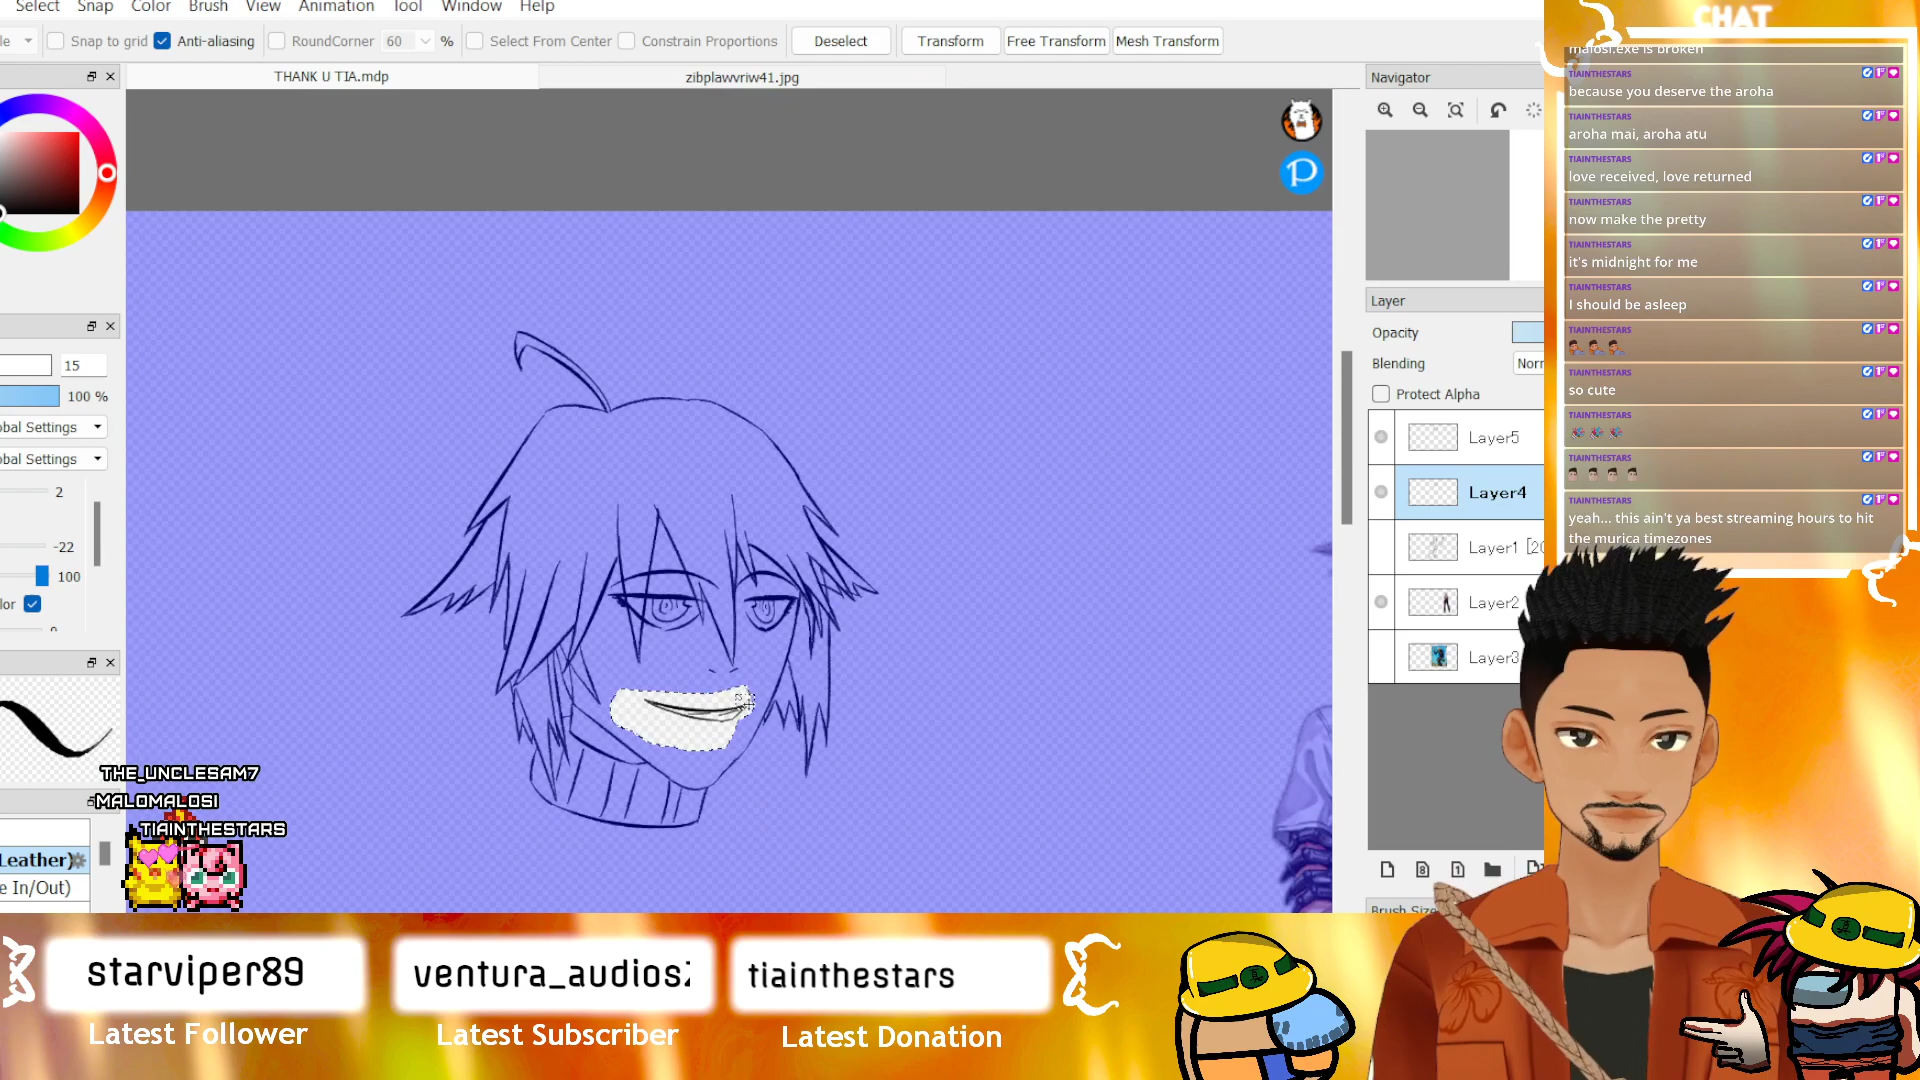 Select Snap Color Brush View Animation Tool Window Help
Snap to grid Anti-aliasing RoundCorner 60 % Select From Center Constrain Proportions Deselect Transform Free Transform Mesh Transform
THANK U TIA.mdp zibplawvriw41.jpg
Navigator
Layer
Opacity
Blending
Protect Alpha
Layer5
Layer4
Layer1
Layer2
Layer3
15
100 %
Settings
Settings
2
-22
100
Leather)
e In/Out)
THE_UNCLESAM7
MALOMALOSI
TIAINTHESTARS
CHAT
malosi.exe is broken
TIAINTHESTARS
because you deserve the aroha
TIAINTHESTARS
aroha mai, aroha atu
TIAINTHESTARS
love received, love returned
TIAINTHESTARS
now make the pretty
TIAINTHESTARS
it's midnight for me
TIAINTHESTARS
I should be asleep
TIAINTHESTARS
TIAINTHESTARS
so cute
TIAINTHESTARS
TIAINTHESTARS
TIAINTHESTARS
yeah... this ain't ya best streaming hours to hit
the murica timezones
starviper89
Latest Follower
ventura_audios
Latest Subscriber
tiainthestars
Latest Donation